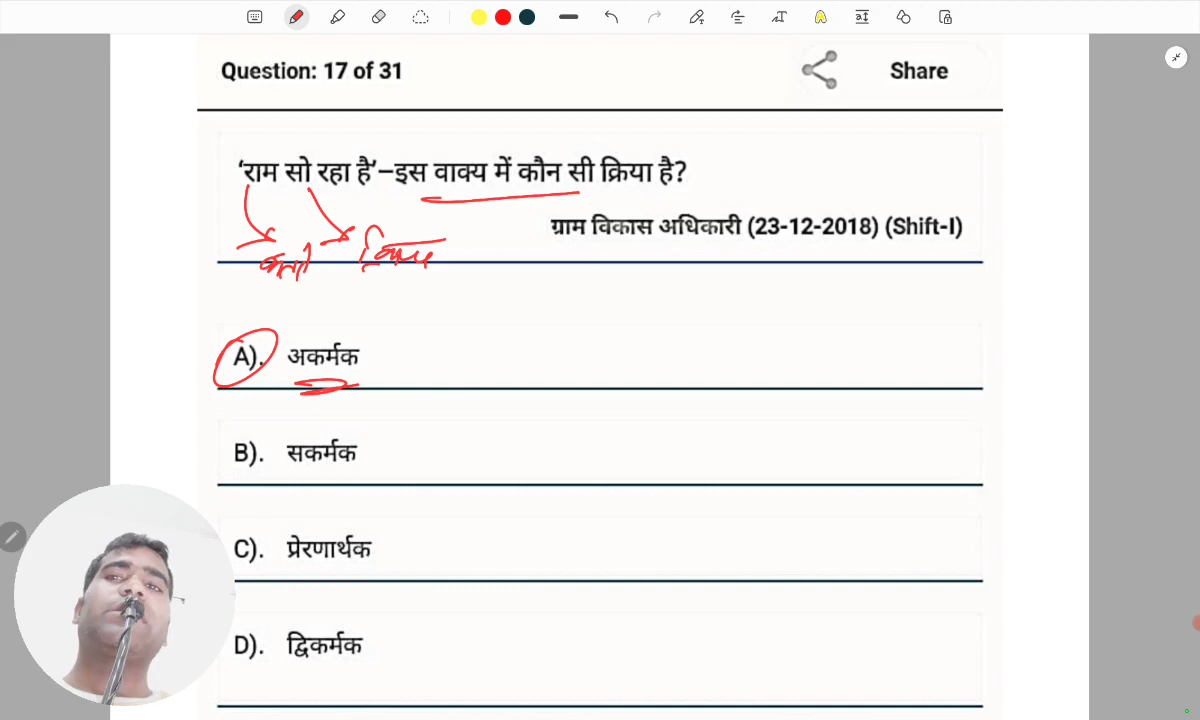 Question: 17 of 31
Share
‘राम सो रहा है’–इस वाक्य में कौन सी क्रिया है?
ग्राम विकास अधिकारी (23-12-2018) (Shift-I)
कर्ता
A). अकर्मक
B). सकर्मक
C). प्रेरणार्थक
D). द्विकर्मक